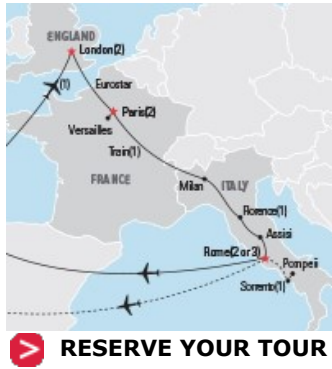 ENGLAND
London(2)
(1)
Eurostar
Paris(2)
Versailles
Train(1)
FRANCE
Milan
ITALY
Florence(1)
Assisi
Rome(2 or 3)
Pompeii
Sorrento(1)
> RESERVE YOUR TOUR